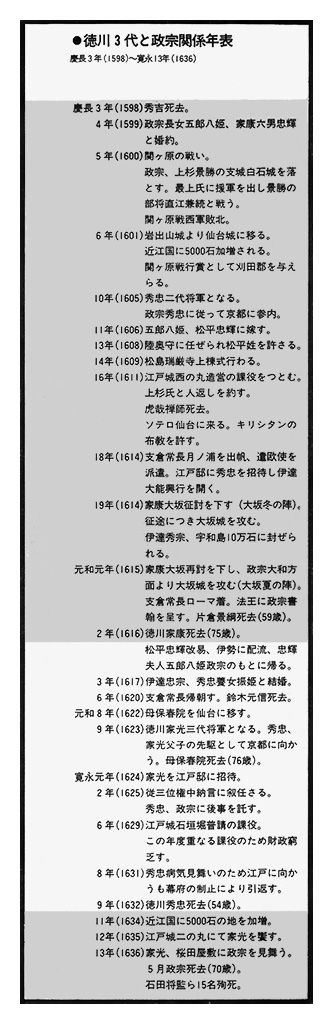 ●徳川3代と政宗関係年表
慶長3年(1598)〜寛永13年(1636)
慶長3年(1598)秀吉死去。
4年(1599)政宗長女五郎八姫、家康六男忠輝
と婚約。
5年(1600)関ヶ原の戦い。
政宗、上杉景勝の支城白石城を落
とす。最上氏に援軍を出し景勝の
部将直江兼続と戦う。
関ヶ原戦西軍敗北。
6年(1601)岩出山城より仙台城に移る。
近江国に5000石加増される。
関ヶ原戦行賞として刈田郡を与え
らる。
10年(1605)秀忠二代将軍となる。
政宗秀忠に従って京都に参内。
11年(1606)五郎八姫、松平忠輝に嫁す。
13年(1608)陸奥守に任ぜられ松平姓を許さる。
14年(1609)松島瑞厳寺上棟式行わる。
16年(1611)江戸城西の丸造営の課役をつとむ。
上杉氏と人返しを約す。
虎哉禅師死去。
ソテロ仙台に来る。キリシタンの
布教を許す。
18年(1614)支倉常長月ノ浦を出帆、遣欧使を
派遣。江戸邸に秀忠を招待し伊達
大能興行を開く。
19年(1614)家康大坂征討を下す（大坂冬の陣）。
征途につき大坂城を攻む。
伊達秀宗、宇和島10万石に封ぜら
れる。
元和元年(1615)家康大坂再討を下し、政宗大和方
面より大坂城を攻む（大坂夏の陣）。
支倉常長ローマ着。法王に政宗書
翰を呈す。片倉景綱死去(59歳)。
2年(1616)徳川家康死去(75歳)。
松平忠輝改易、伊勢に配流、忠輝
夫人五郎八姫政宗のもとに帰る。
3年(1617)伊達忠宗、秀忠養女振姫と結婚。
6年(1620)支倉常長帰朝す。鈴木元信死去。
元和8年(1622)母保春院を仙台に移す。
9年(1623)徳川家光三代将軍となる。秀忠、
家光父子の先駆として京都に向か
う。母保春院死去(76歳)。
寛永元年(1624)家光を江戸邸に招待。
2年(1625)従三位権中納言に叙任さる。
秀忠、政宗に後事を託す。
6年(1629)江戸城石垣堀普請の課役。
この年度重なる課役のため財政窮
乏す。
8年(1631)秀忠病気見舞いのため江戸に向か
うも幕府の制止により引返す。
9年(1632)徳川秀忠死去(54歳)。
11年(1634)近江国に5000石の地を加増。
12年(1635)江戸城二の丸にて家光を饗す。
13年(1636)家光、桜田屋敷に政宗を見舞う。
5月政宗死去(70歳)。
石田将監ら15名殉死。